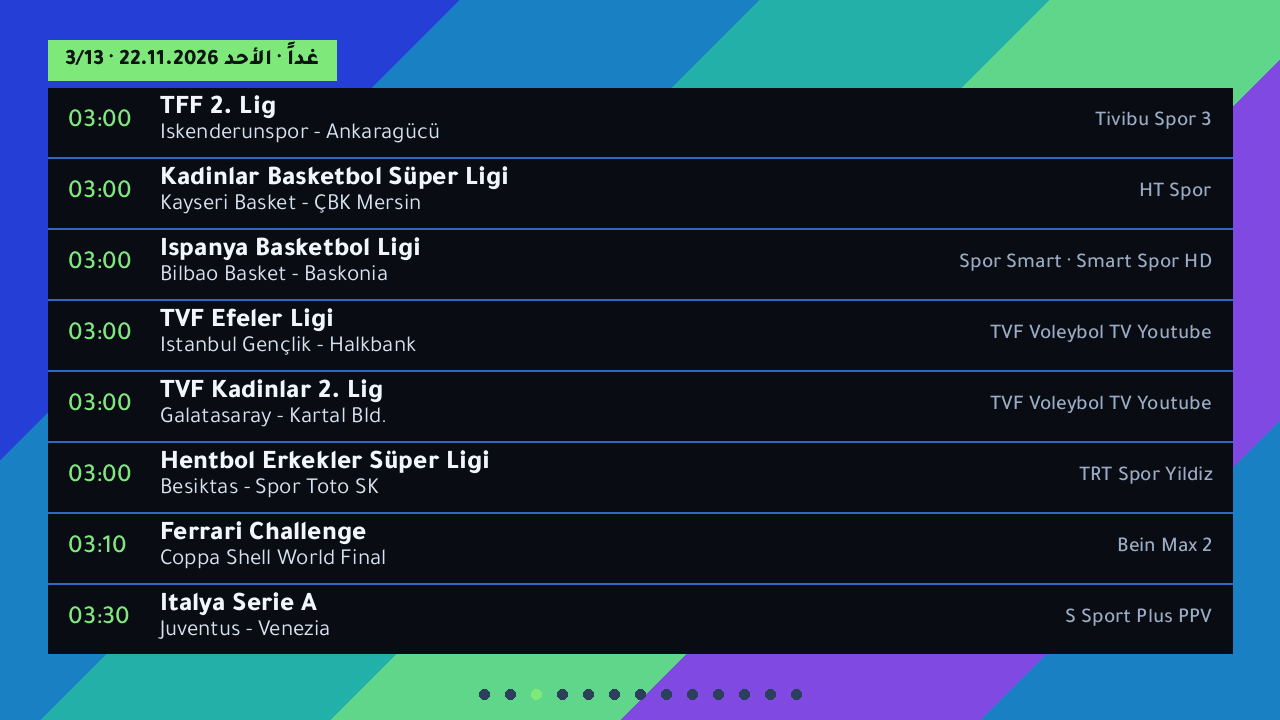 غداً · الأحد 22.11.2026 · 3/13
03:00
TFF 2. Lig
Iskenderunspor - Ankaragücü
Tivibu Spor 3
03:00
Kadinlar Basketbol Süper Ligi
Kayseri Basket - ÇBK Mersin
HT Spor
03:00
Ispanya Basketbol Ligi
Bilbao Basket - Baskonia
Spor Smart · Smart Spor HD
03:00
TVF Efeler Ligi
Istanbul Gençlik - Halkbank
TVF Voleybol TV Youtube
03:00
TVF Kadinlar 2. Lig
Galatasaray - Kartal Bld.
TVF Voleybol TV Youtube
03:00
Hentbol Erkekler Süper Ligi
Besiktas - Spor Toto SK
TRT Spor Yildiz
03:10
Ferrari Challenge
Coppa Shell World Final
Bein Max 2
03:30
Italya Serie A
Juventus - Venezia
S Sport Plus PPV